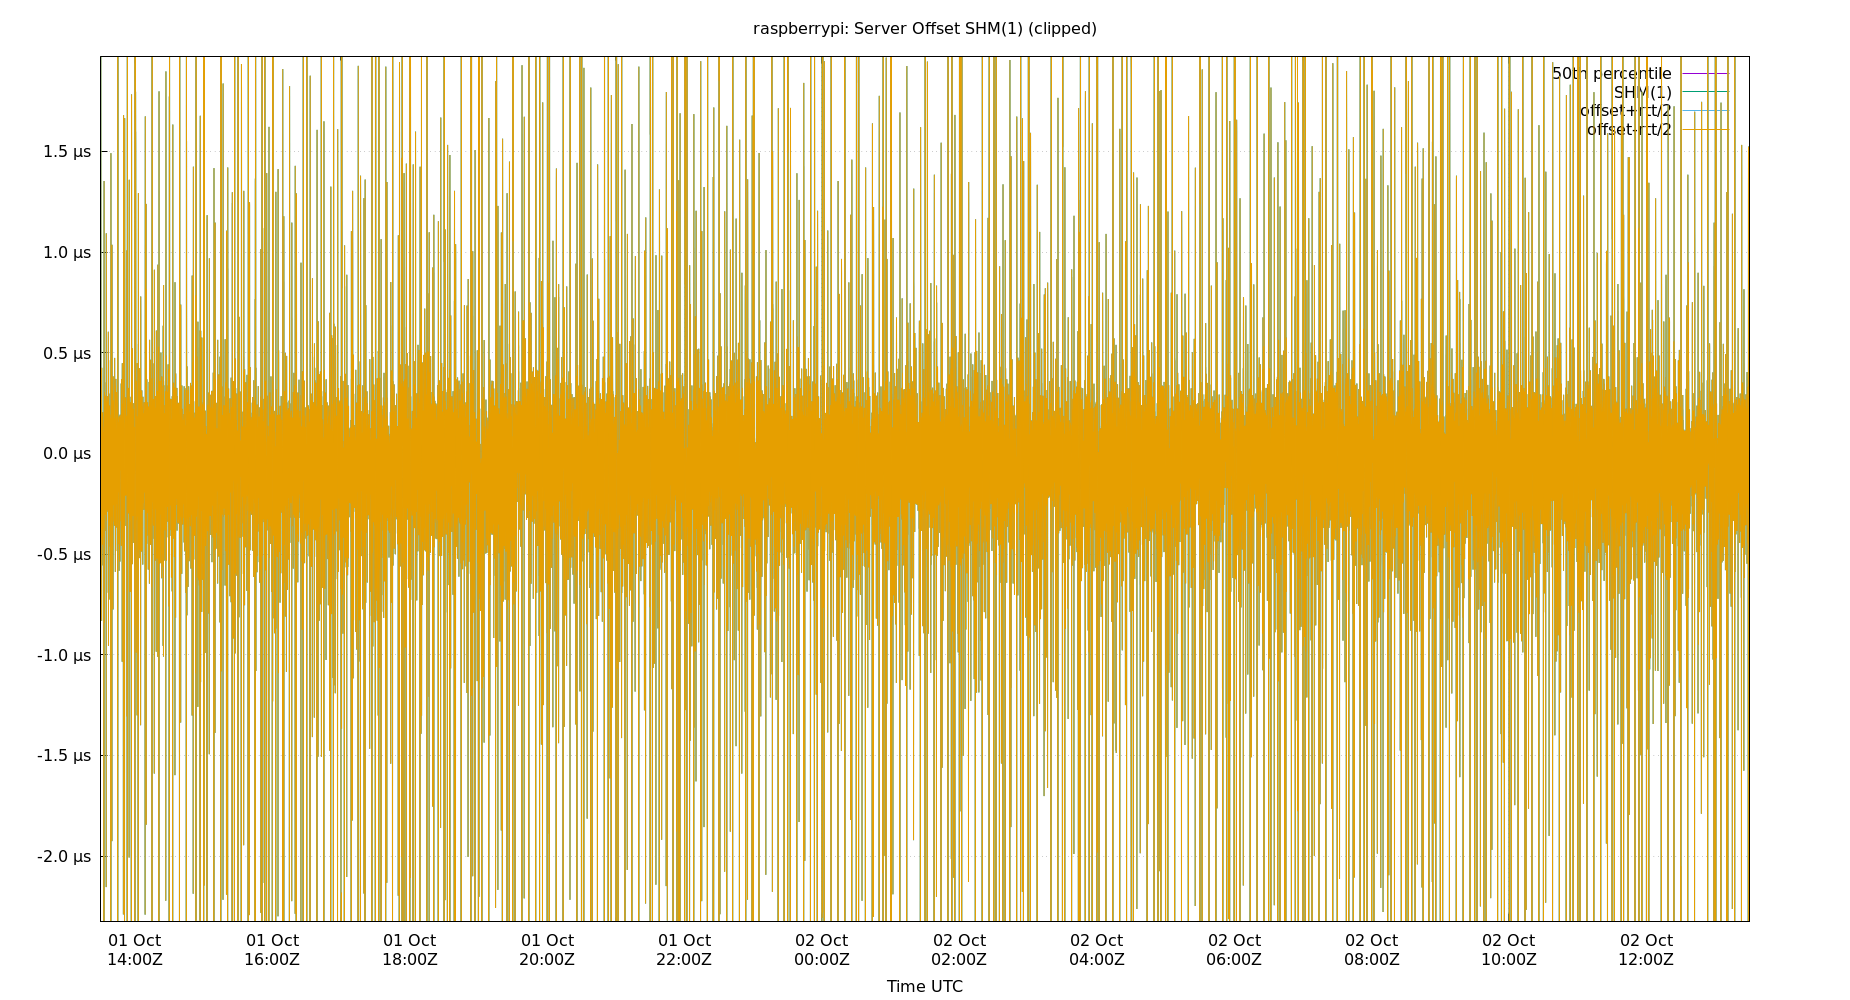 raspberrypi: Server Offset SHM(1) (clipped)
50th percentile
SHM(1)
offset+rtt/2
offset-rtt/2
1.5 µs
1.0 µs
0.5 µs
0.0 µs
-0.5 µs
-1.0 µs
-1.5 µs
-2.0 µs
01 Oct 01 Oct 01 Oct 01 Oct 01 Oct 02 Oct 02 Oct 02 Oct 02 Oct 02 Oct 02 Oct 02 Oct
14:00Z 16:00Z 18:00Z 20:00Z 22:00Z 00:00Z 02:00Z 04:00Z 06:00Z 08:00Z 10:00Z 12:00Z
Time UTC